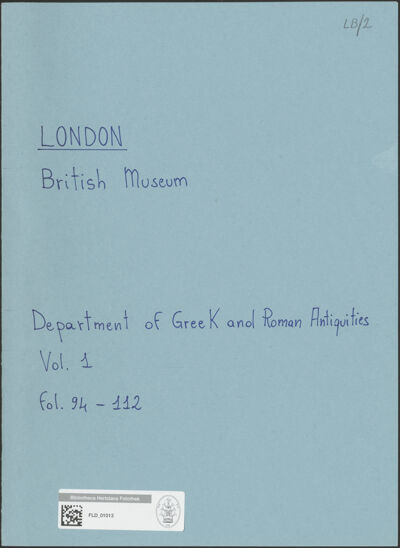 LB/2
LONDON
British Museum
Department of Greek and Roman Antiquities
Vol. 1
fol. 94 – 112
Bibliotheca Hertziana Fotothek
FLD_01013